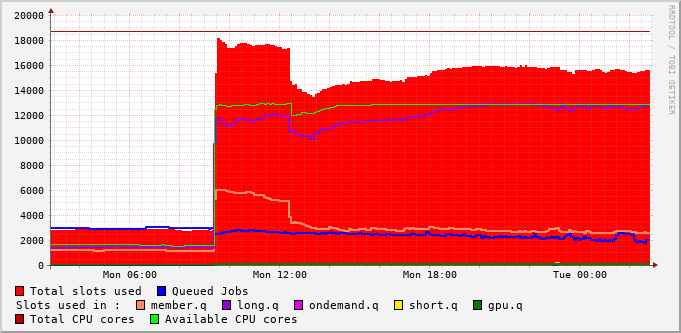 20000
18000
16000
14000
12000
10000
8000
6000
4000
2000
0
Mon 06:00 Mon 12:00 Mon 18:00 Tue 00:00
RRDTOOL / TOBI OETIKER
Total slots used Queued Jobs
Slots used in : member.q long.q ondemand.q short.q gpu.q
Total CPU cores Available CPU cores